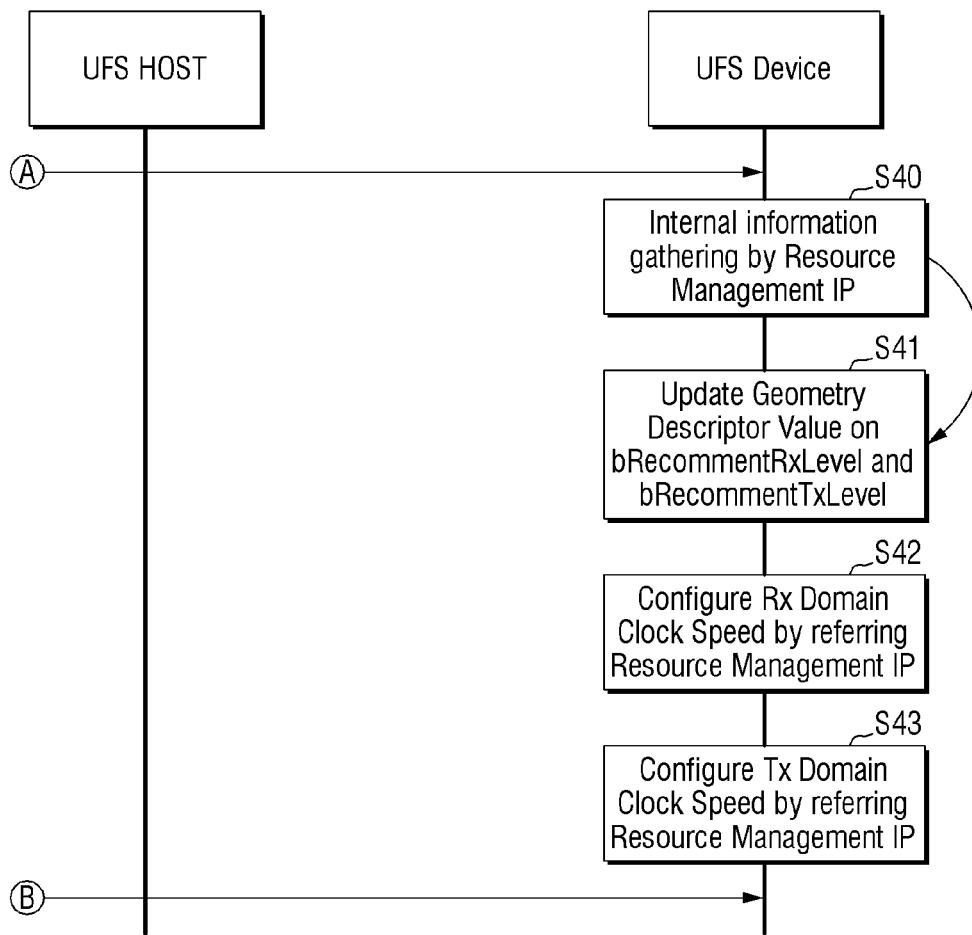 UFS HOST
UFS Device
A
S40
Internal information
gathering by Resource
Management IP
S41
Update Geometry
Descriptor Value on
bRecommentRxLevel and
bRecommentTxLevel
S42
Configure Rx Domain
Clock Speed by referring
Resource Management IP
S43
Configure Tx Domain
Clock Speed by referring
Resource Management IP
B